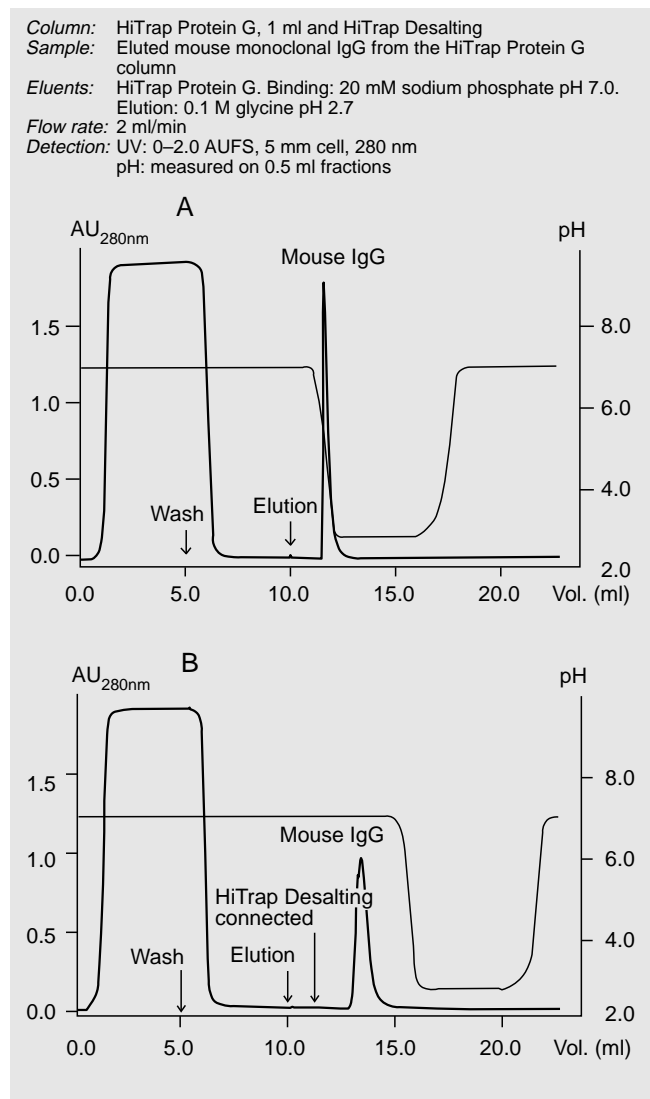 Column: HiTrap Protein G, 1 ml and HiTrap Desalting
Sample: Eluted mouse monoclonal IgG from the HiTrap Protein G
column
Eluents: HiTrap Protein G. Binding: 20 mM sodium phosphate pH 7.0.
Elution: 0.1 M glycine pH 2.7
Flow rate: 2 ml/min
Detection: UV: 0–2.0 AUFS, 5 mm cell, 280 nm
pH: measured on 0.5 ml fractions
A
AU280nm pH
Mouse IgG
1.5 8.0
1.0 6.0
0.5 4.0
Wash Elution
0.0 2.0
0.0 5.0 10.0 15.0 20.0 Vol. (ml)
B
AU280nm pH
1.5 8.0
Mouse IgG
1.0 6.0
HiTrap Desalting
connected
0.5 4.0
Wash Elution
0.0 2.0
0.0 5.0 10.0 15.0 20.0 Vol. (ml)